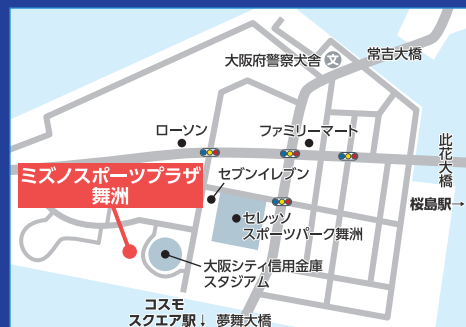 常吉大橋
大阪府警察犬舎
文
ローソン
ファミリーマート
此花大橋
ミズノスポーツプラザ
舞洲
セブンイレブン
桜島駅→
セレッソ
スポーツパーク舞洲
大阪シティ信用金庫
スタジアム
コスモ
スクエア駅↓
夢舞大橋